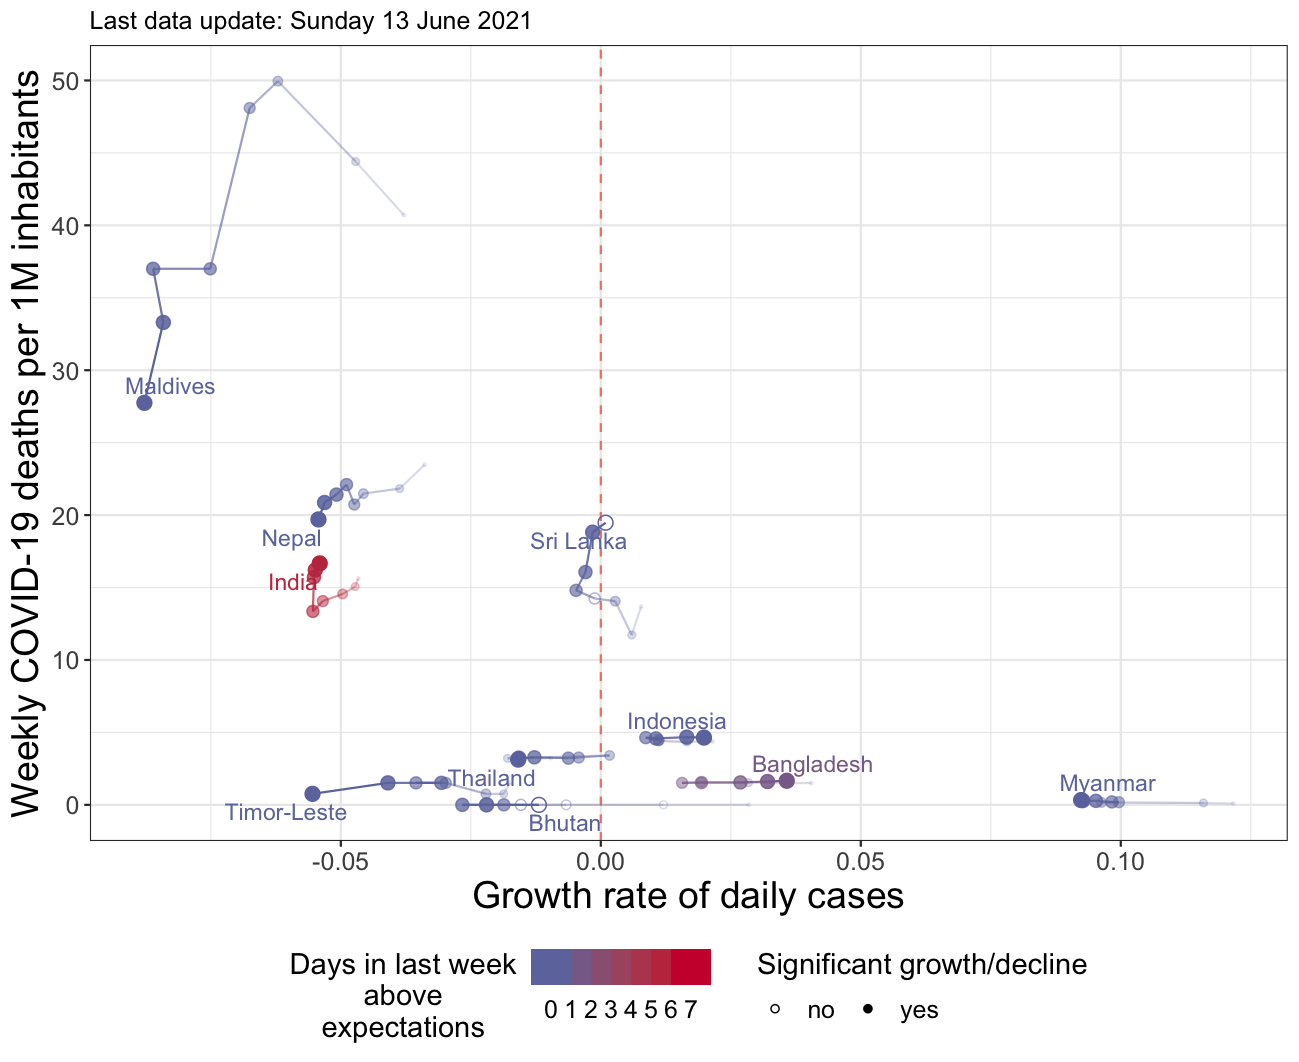 Last data update: Sunday 13 June 2021
Weekly COVID-19 deaths per 1M inhabitants
50
40
30
20
10
0
Maldives
Nepal
India
Sri Lanka
Indonesia
Bangladesh
Thailand
Myanmar
Timor-Leste
Bhutan
-0.05
0.00
0.05
0.10
Growth rate of daily cases
Days in last week
above
expectations
0 1 2 3 4 5 6 7
Significant growth/decline
no
yes